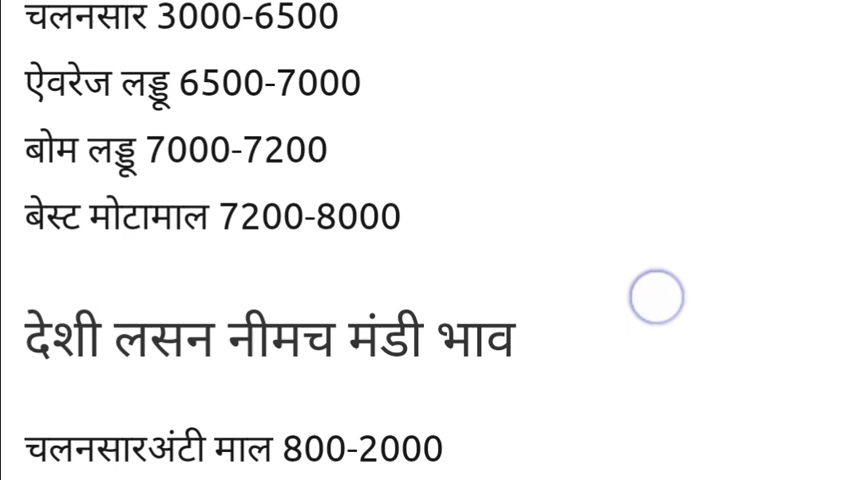 चलनसार 3000-6500
ऐवरेज लड्डू 6500-7000
बोम लड्डू 7000-7200
बेस्ट मोटामाल 7200-8000
देशी लसन नीमच मंडी भाव
चलनसारअंटी माल 800-2000